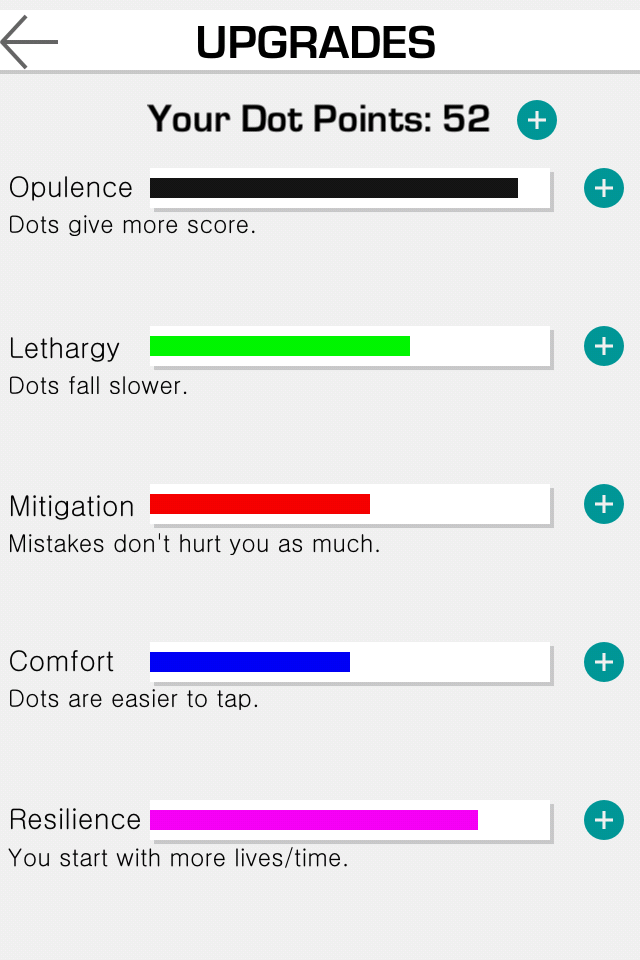 UPGRADES
Your Dot Points: 52
Opulence
Dots give more score.
Lethargy
Dots fall slower.
Mitigation
Mistakes don't hurt you as much.
Comfort
Dots are easier to tap.
Resilience
You start with more lives/time.